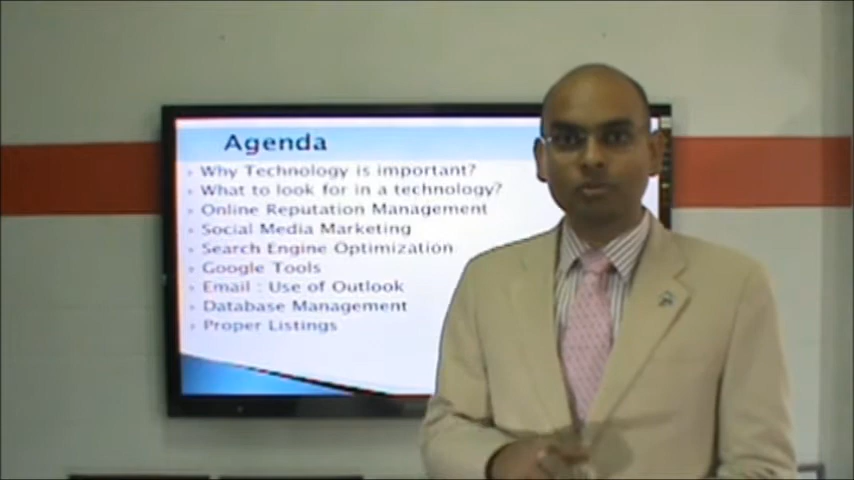 Agenda
Why Technology is important?
What to look for in a technology?
Online Reputation Management
Social Media Marketing
Search Engine Optimization
Google Tools
Email : Use of Outlook
Database Management
Proper Listings